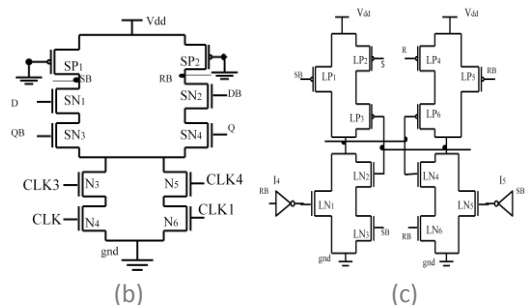 Vdd
SP1
SP2
SB
RB
D
SN1
SN2
DB
QB
SN3
SN4
Q
CLK3
N3
N5
CLK4
CLK
N4
N6
CLK1
gnd
(b)
Vdd
Vdd
SB
LP1
LP2
S
R
LP4
LP5
RB
LP3
LP6
I4
RB
LN1
LN2
LN4
LN5
I5
SB
LN3
SB
RB
LN6
gnd
gnd
(c)